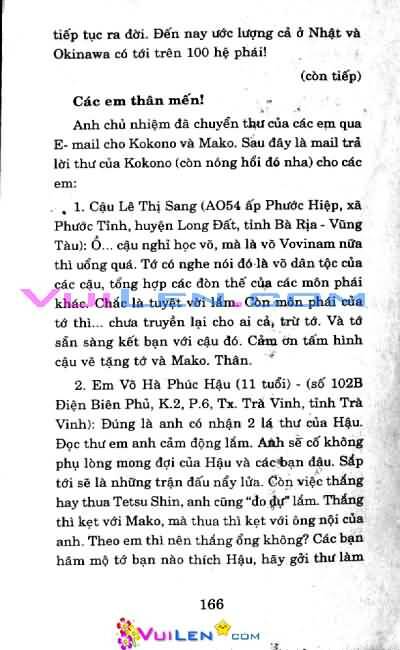 tiếp tục ra đời. Đến nay ước lượng cả ở Nhật và
Okinawa có tới trên 100 hệ phái!
(còn tiếp)
Các em thân mến!
Anh chủ nhiệm đã chuyển thư của các em qua
E- mail cho Kokono và Mako. Sau đây là mail trả
lời thư của Kokono (còn nóng hổi đó nha) cho các
em:
1. Cậu Lê Thị Sang (AO54 ấp Phước Hiệp, xã
Phước Tỉnh, huyện Long Đất, tỉnh Bà Rịa - Vũng
Tàu): Ồ... cậu nghỉ học võ, mà là võ Vovinam nữa
thì uổng quá. Tớ có nghe nói đó là võ dân tộc của
các cậu, tổng hợp các đòn thế của các môn phái
khác. Chắc là tuyệt vời lắm. Còn môn phái của
tớ thì... chưa truyền lại cho ai cả, trừ tớ. Và tớ
sẵn sàng kết bạn với cậu đó. Cảm ơn tấm hình
cậu vẽ tặng tớ và Mako. Thân.
2. Em Võ Hà Phúc Hậu (11 tuổi) - (số 102B
Điện Biên Phủ, K.2, P.6, Tx. Trà Vinh, tỉnh Trà
Vinh): Đúng là anh có nhận 2 lá thư của Hậu.
Đọc thư em anh cảm động lắm. Anh sẽ cố không
phụ lòng mong đợi của Hậu và các bạn đâu. Sắp
tới sẽ là những trận đấu nẩy lửa. Còn việc thắng
hay thua Tetsu Shin, anh cũng "do dự" lắm. Thắng
thì kẹt với Mako, mà thua thì kẹt với ông nội của
anh. Theo em thì nên thắng ổng không? Các bạn
hâm mộ tớ bạn nào thích Hậu, hãy gởi thư làm
166
VUILEN.COM
VUILEN.COM